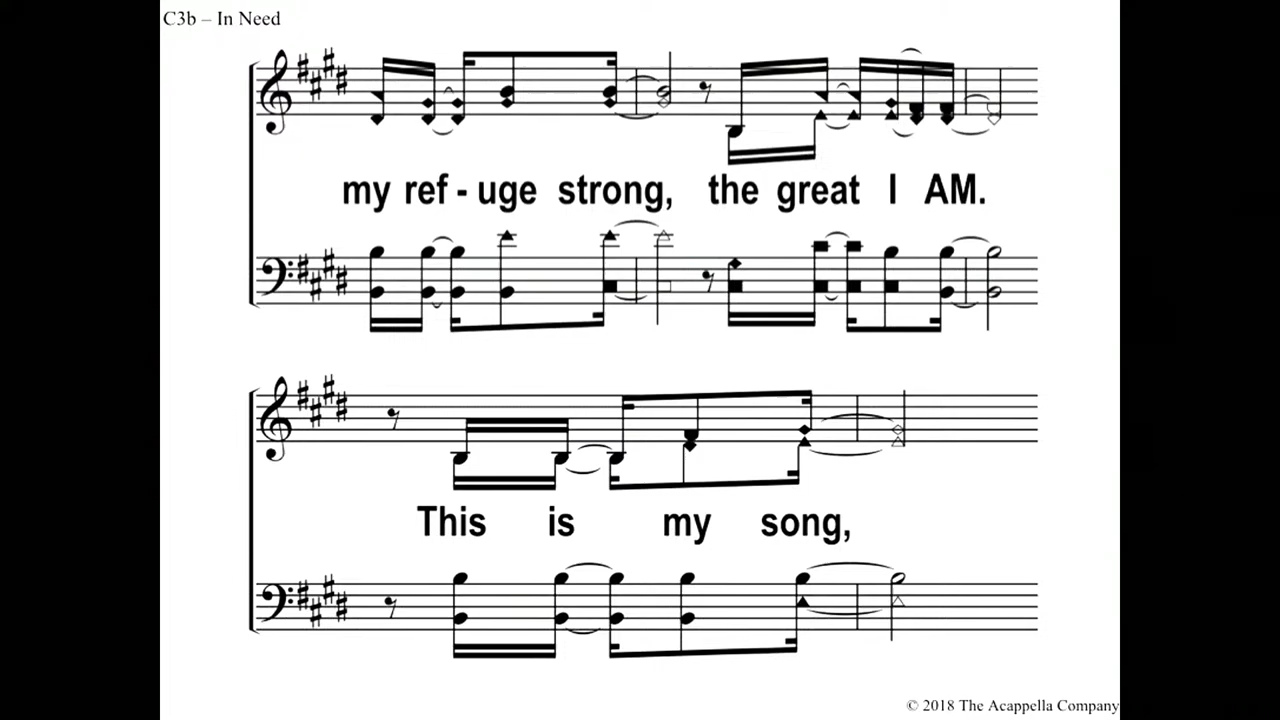 C3b – In Need
my ref - uge strong, the great I AM.
This is my song,
© 2018 The Acappella Company